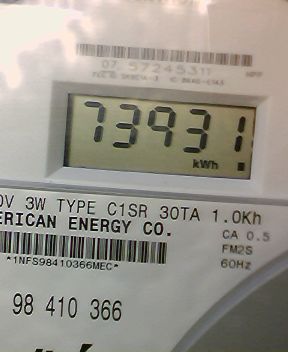 07 57245311
73931
kWh
0V 3W TYPE C1SR 30TA 1.0Kh
ERICAN ENERGY CO.
CA 0.5
FM2S
*1NFS98410366MEC*
60Hz
98 410 366